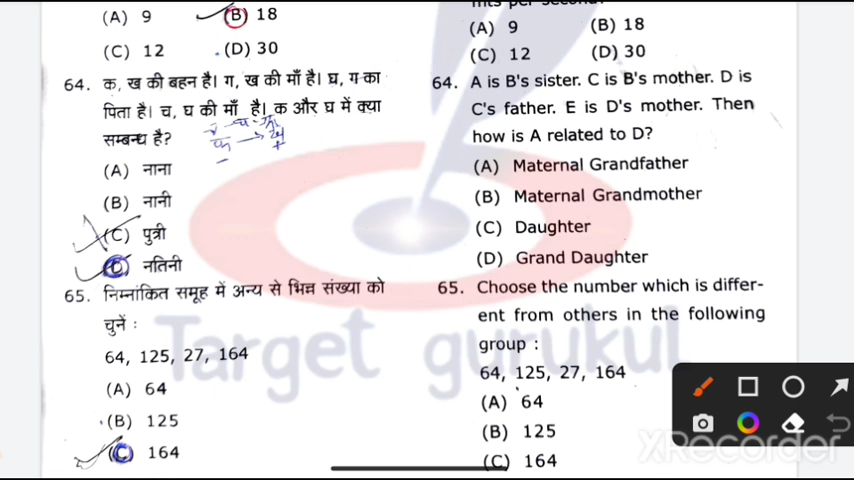 (A) 9
(B) 18
(C) 12
(D) 30
64. क, ख की बहन है। ग, ख की माँ है। घ, ग का
पिता है। च, घ की माँ है। क और घ में क्या
सम्बन्ध है?
(A) नाना
(B) नानी
(C) पुत्री
(D) नतिनी
65. निम्नांकित समूह में अन्य से भिन्न संख्या को
चुनें :
64, 125, 27, 164
(A) 64
(B) 125
(C) 164
(A) 9
(B) 18
(C) 12
(D) 30
64. A is B's sister. C is B's mother. D is
C's father. E is D's mother. Then
how is A related to D?
(A) Maternal Grandfather
(B) Maternal Grandmother
(C) Daughter
(D) Grand Daughter
65. Choose the number which is differ-
ent from others in the following
group :
64, 125, 27, 164
(A) 64
(B) 125
(C) 164
Target gurukul
XRecorder